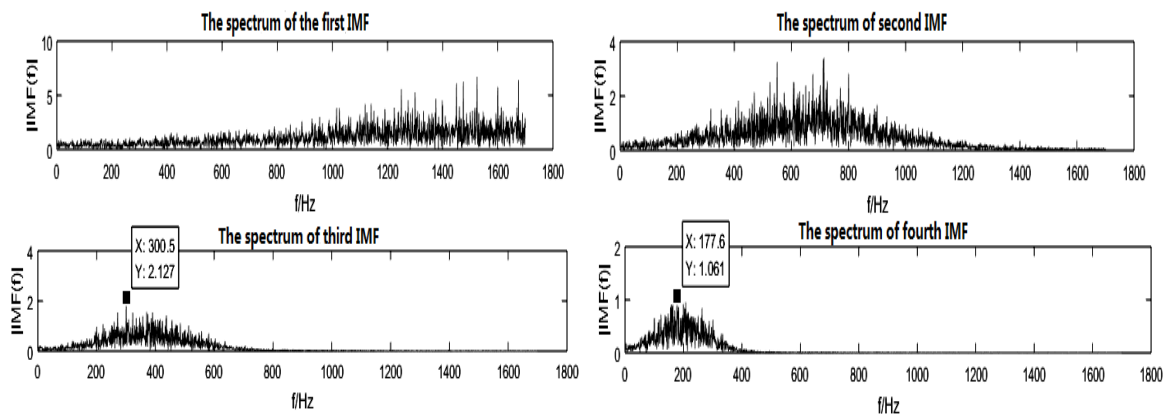 The spectrum of the first IMF
10
5
0
|IMF(f)|
0 200 400 600 800 1000 1200 1400 1600 1800
f/Hz
The spectrum of second IMF
4
2
0
|IMF(f)|
0 200 400 600 800 1000 1200 1400 1600 1800
f/Hz
The spectrum of third IMF
X: 300.5
Y: 2.127
4
2
0
|IMF(f)|
0 200 400 600 800 1000 1200 1400 1600 1800
f/Hz
The spectrum of fourth IMF
X: 177.6
Y: 1.061
2
1
0
|IMF(f)|
0 200 400 600 800 1000 1200 1400 1600 1800
f/Hz